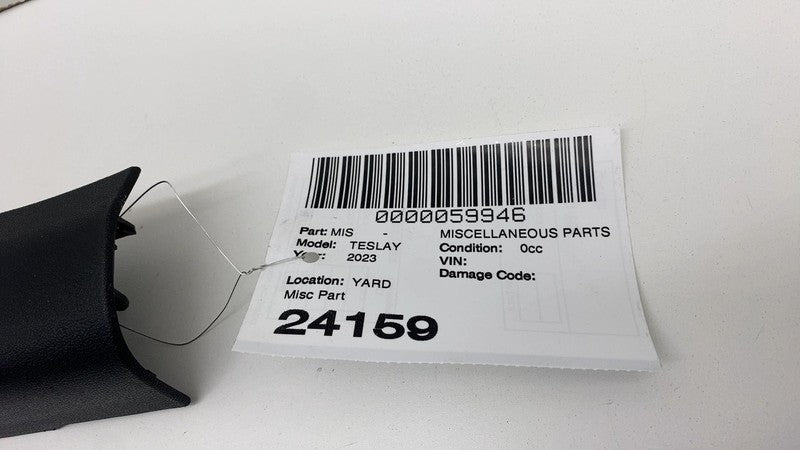 0000059946
Part: MIS - MISCELLANEOUS PARTS
Model: TESLAY Condition: 0cc
2023 VIN:
Damage Code:
Location: YARD
Misc Part
24159